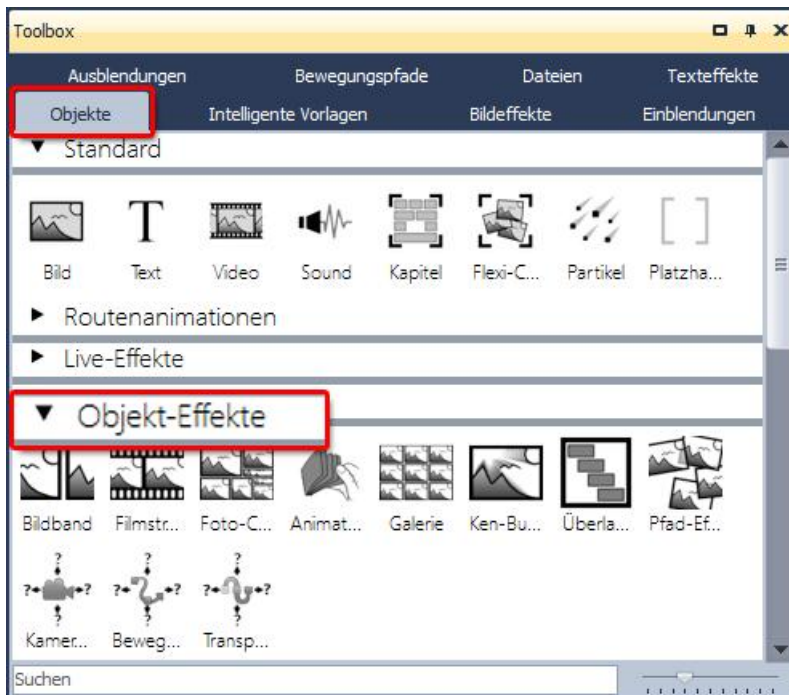 Toolbox
Ausblendungen Bewegungspfade Dateien Texteffekte
Objekte Intelligente Vorlagen Bildeffekte Einblendungen
Standard
Bild Text Video Sound Kapitel Flexi-C... Partikel Platzha...
Routenanimationen
Live-Effekte
Objekt-Effekte
Bildband Filmstr... Foto-C... Animat... Galerie Ken-Bu... Überla... Pfad-Ef...
Kamer... Beweg... Transp...
Suchen